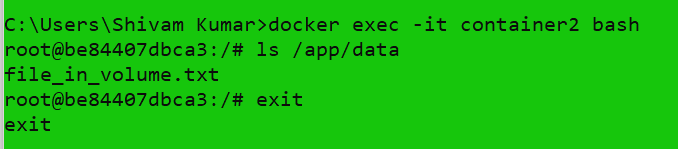 C:\Users\Shivam Kumar>docker exec -it container2 bash
root@be84407dbca3:/# ls /app/data
file_in_volume.txt
root@be84407dbca3:/# exit
exit